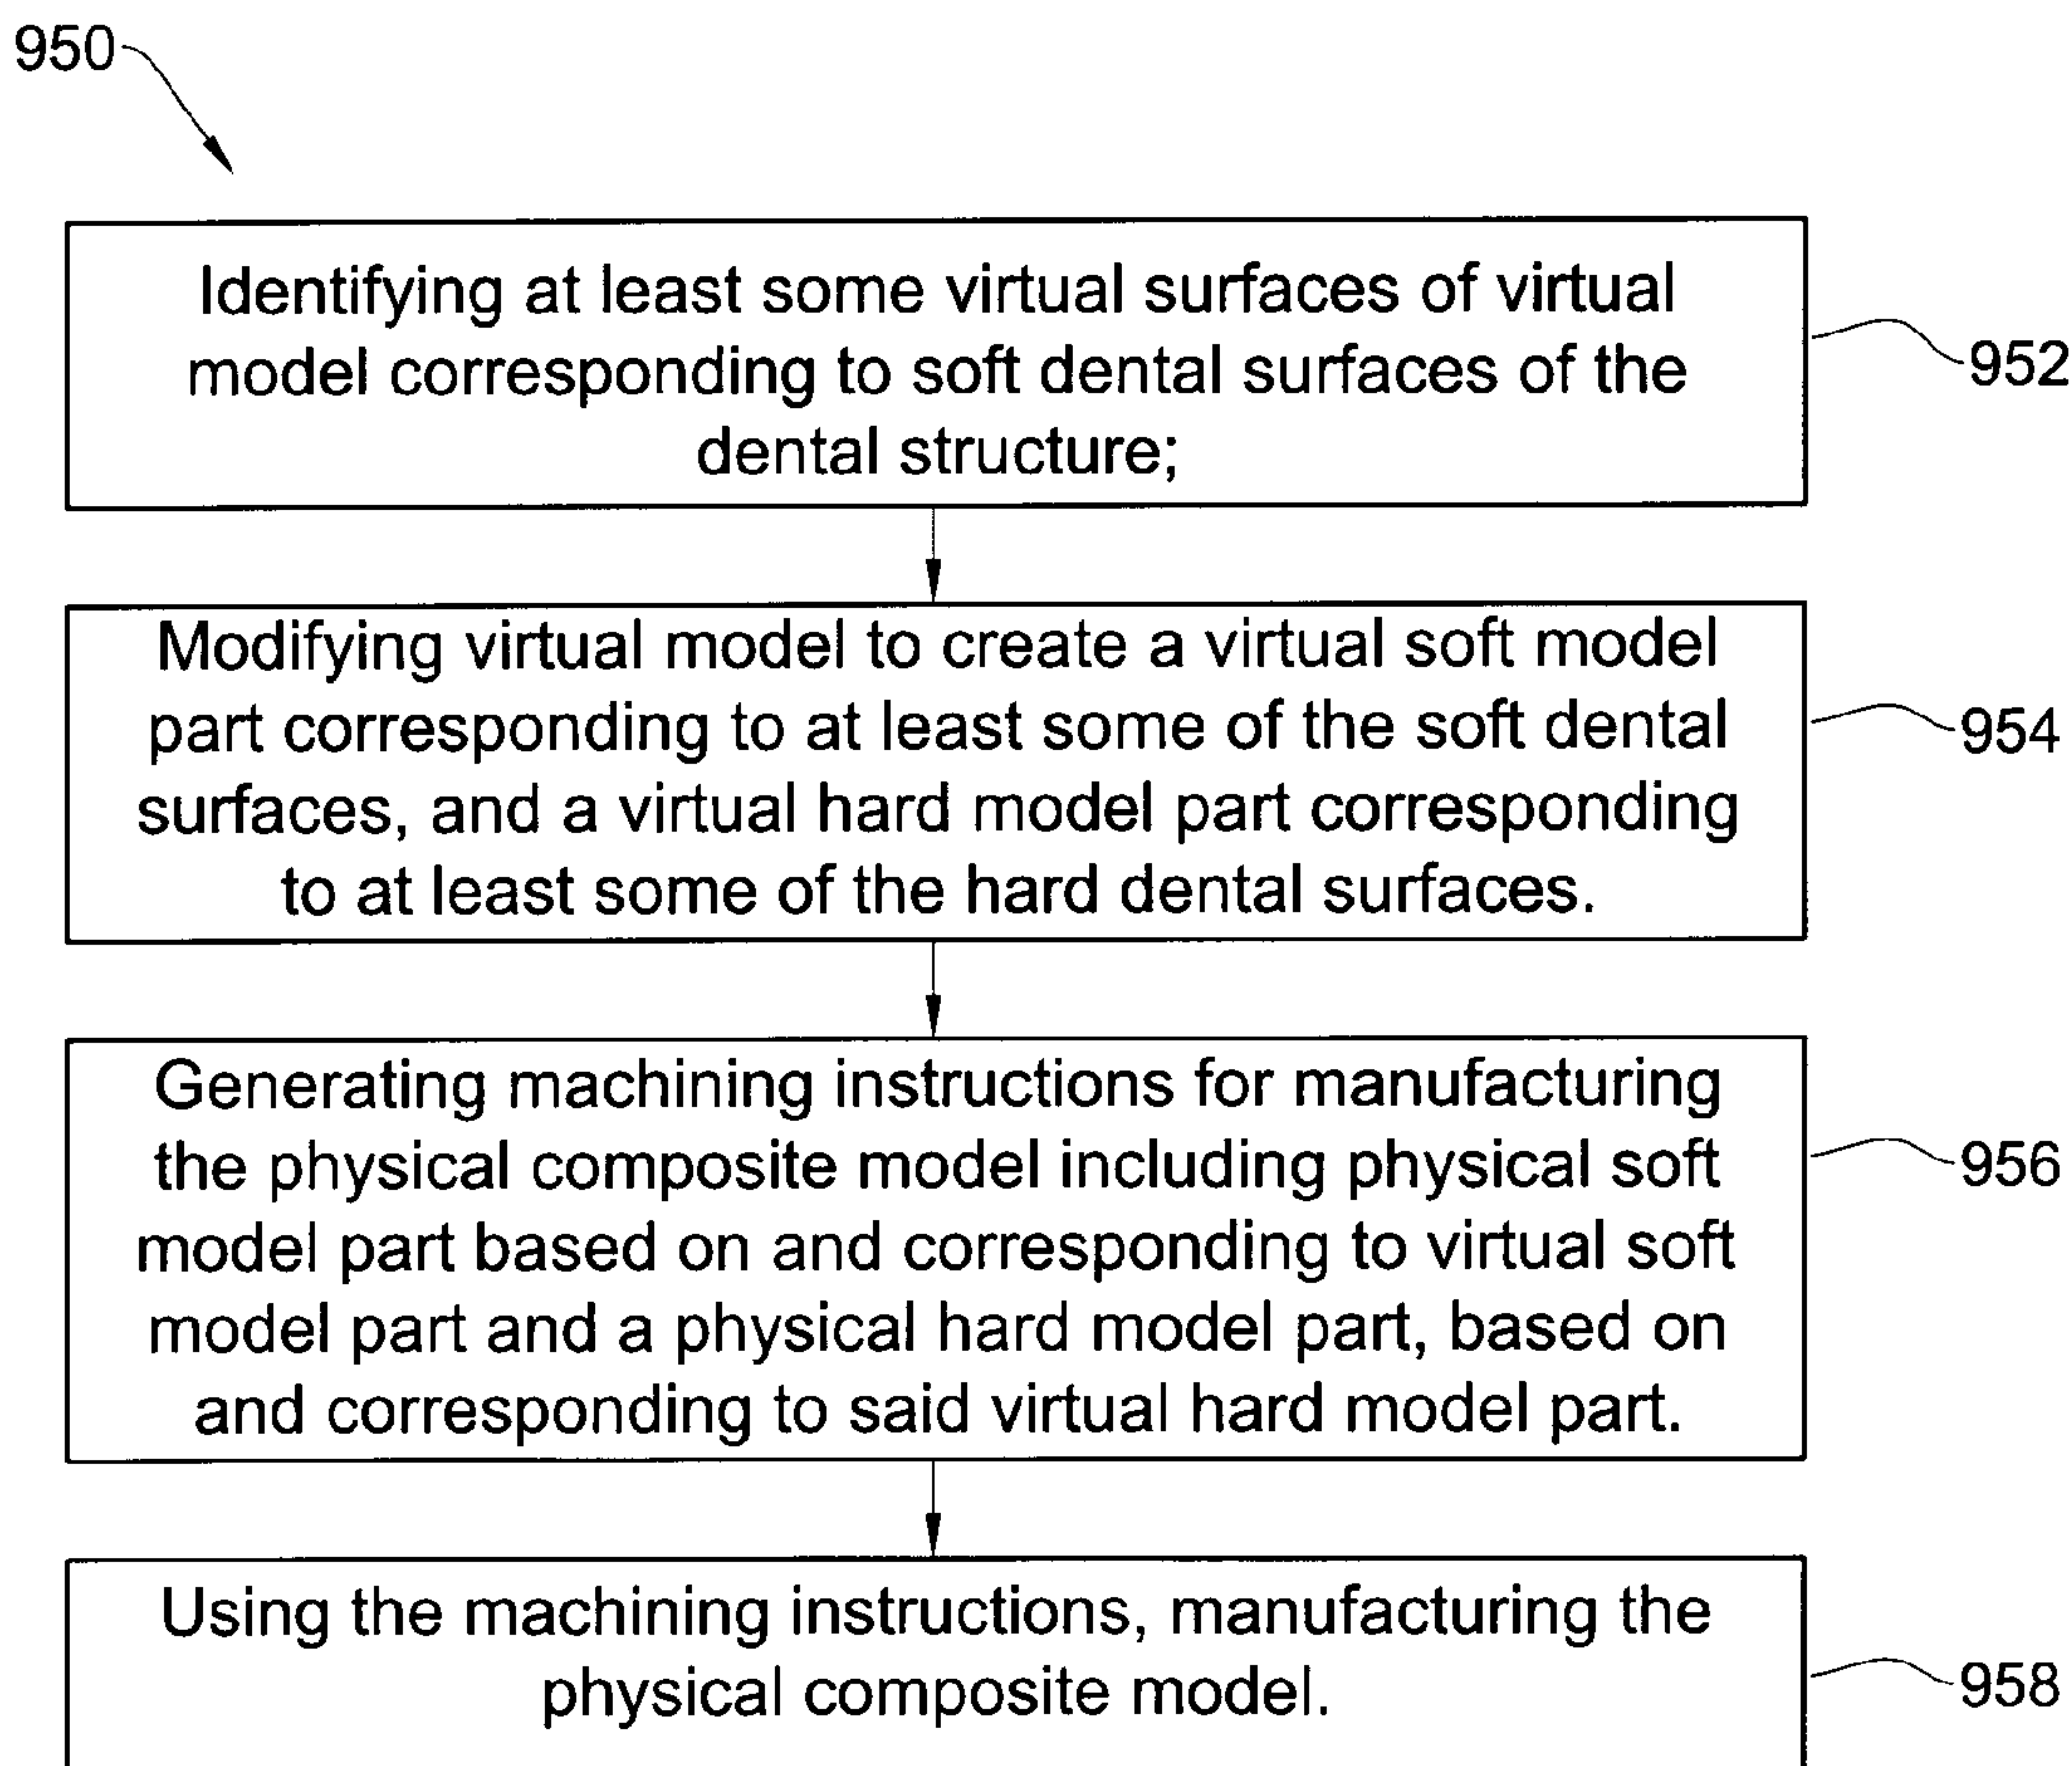 950
Identifying at least some virtual surfaces of virtual
model corresponding to soft dental surfaces of the
dental structure;
952
Modifying virtual model to create a virtual soft model
part corresponding to at least some of the soft dental
surfaces, and a virtual hard model part corresponding
to at least some of the hard dental surfaces.
954
Generating machining instructions for manufacturing
the physical composite model including physical soft
model part based on and corresponding to virtual soft
model part and a physical hard model part, based on
and corresponding to said virtual hard model part.
956
Using the machining instructions, manufacturing the
physical composite model.
958